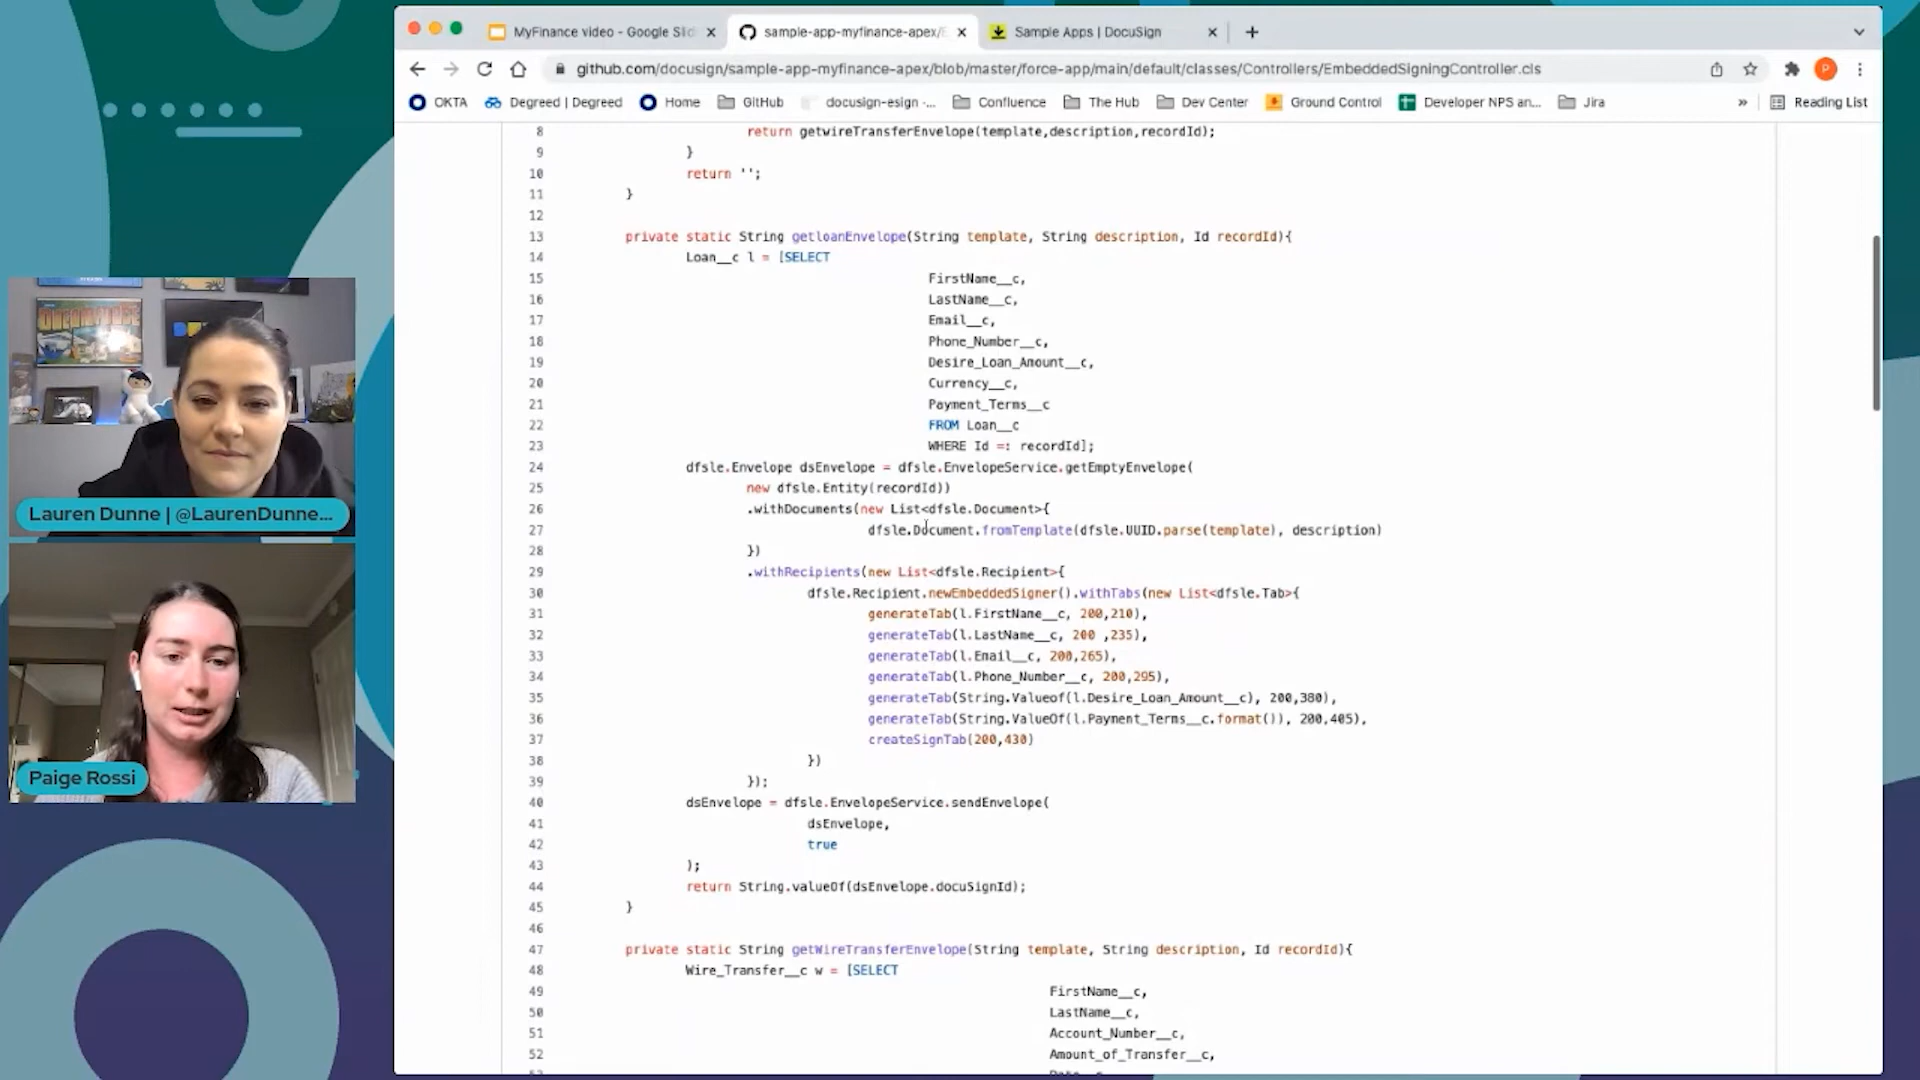 MyFinance video - Google Slid
sample-app-myfinance-apex/E
Sample Apps | DocuSign
github.com/docusign/sample-app-myfinance-apex/blob/master/force-app/main/default/classes/Controllers/EmbeddedSigningController.cls
P
OKTA
Degreed | Degreed
Home
GitHub
docusign-esign -...
Confluence
The Hub
Dev Center
Ground Control
Developer NPS an...
Jira
»
Reading List
8 return getwireTransferEnvelope(template,description,recordId);
9 }
10 return '';
11 }
12
13 private static String getloanEnvelope(String template, String description, Id recordId){
14 Loan__c l = [SELECT
15 FirstName__c,
16 LastName__c,
17 Email__c,
18 Phone_Number__c,
19 Desire_Loan_Amount__c,
20 Currency__c,
21 Payment_Terms__c
22 FROM Loan__c
23 WHERE Id =: recordId];
24 dfsle.Envelope dsEnvelope = dfsle.EnvelopeService.getEmptyEnvelope(
25 new dfsle.Entity(recordId))
26 .withDocuments(new List<dfsle.Document>{
27 dfsle.Document.fromTemplate(dfsle.UUID.parse(template), description)
28 })
29 .withRecipients(new List<dfsle.Recipient>{
30 dfsle.Recipient.newEmbeddedSigner().withTabs(new List<dfsle.Tab>{
31 generateTab(l.FirstName__c, 200,210),
32 generateTab(l.LastName__c, 200 ,235),
33 generateTab(l.Email__c, 200,265),
34 generateTab(l.Phone_Number__c, 200,295),
35 generateTab(String.Valueof(l.Desire_Loan_Amount__c), 200,380),
36 generateTab(String.ValueOf(l.Payment_Terms__c.format()), 200,405),
37 createSignTab(200,430)
38 })
39 });
40 dsEnvelope = dfsle.EnvelopeService.sendEnvelope(
41 dsEnvelope,
42 true
43 );
44 return String.valueOf(dsEnvelope.docuSignId);
45 }
46
47 private static String getWireTransferEnvelope(String template, String description, Id recordId){
48 Wire_Transfer__c w = [SELECT
49 FirstName__c,
50 LastName__c,
51 Account_Number__c,
52 Amount_of_Transfer__c,
Lauren Dunne | @LaurenDunne...
Paige Rossi